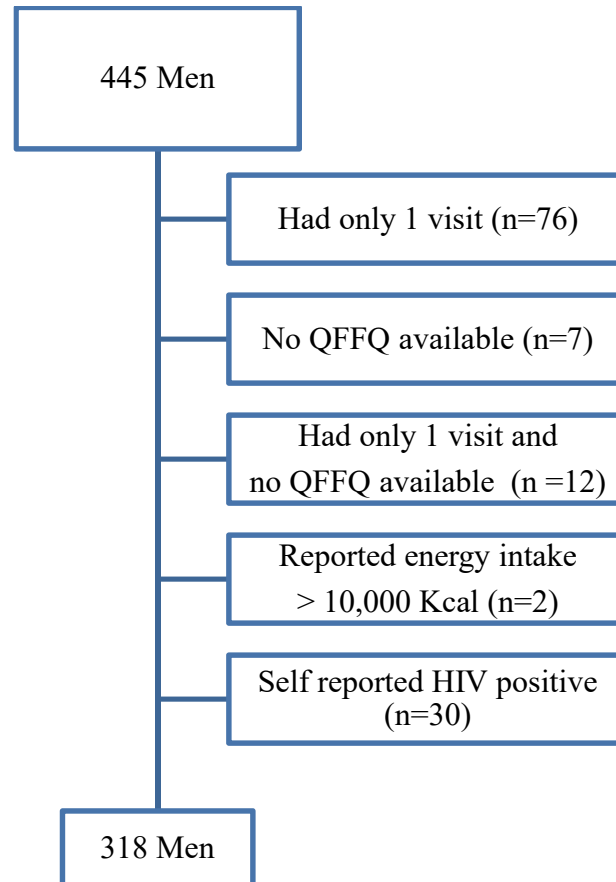 445 Men
Had only 1 visit (n=76)
No QFFQ available (n=7)
Had only 1 visit and
no QFFQ available  (n =12)
Reported energy intake
> 10,000 Kcal (n=2)
Self reported HIV positive
(n=30)
318 Men